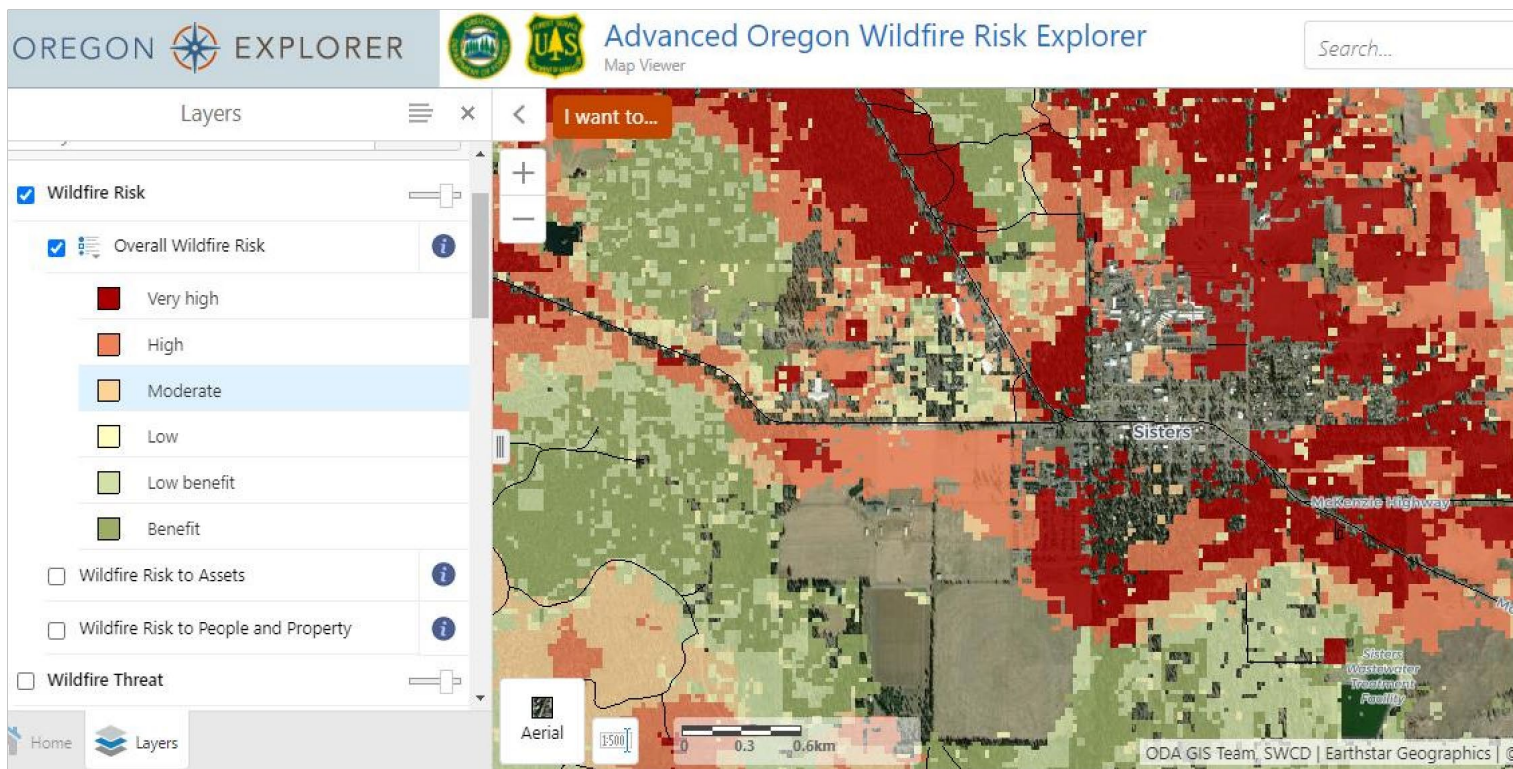 OREGON EXPLORER
UAS
Advanced Oregon Wildfire Risk Explorer
Map Viewer
Search...
Layers
I want to...
Wildfire Risk
Overall Wildfire Risk
Very high
High
Moderate
Low
Low benefit
Benefit
Wildfire Risk to Assets
Wildfire Risk to People and Property
Wildfire Threat
Home
Layers
Sisters
McKenzie Highway
Sisters
Wastewater
Treatment
Facility
Aerial
1:500
0 0.3 0.6km
ODA GIS Team, SWCD | Earthstar Geographics |